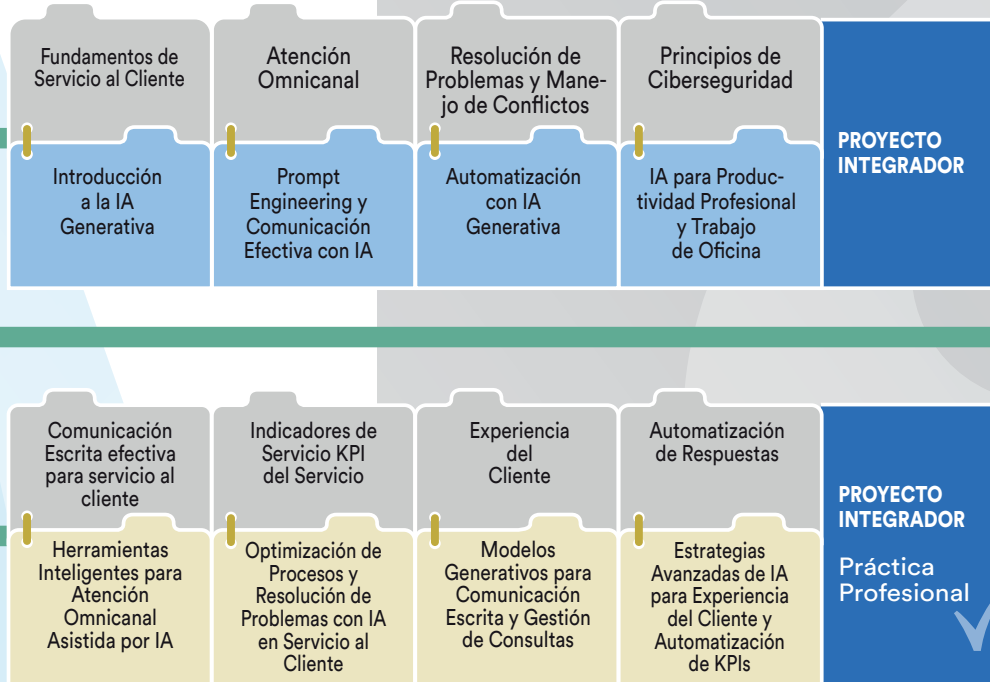 Fundamentos de
Servicio al Cliente
Atención
Omnicanal
Resolución de
Problemas y Mane-
jo de Conflictos
Principios de
Ciberseguridad
PROYECTO
INTEGRADOR
Introducción
a la IA
Generativa
Prompt
Engineering y
Comunicación
Efectiva con IA
Automatización
con IA
Generativa
IA para Produc-
tividad Profesional
y Trabajo
de Oficina
Comunicación
Escrita efectiva
para servicio al
cliente
Indicadores de
Servicio KPI
del Servicio
Experiencia
del
Cliente
Automatización
de Respuestas
PROYECTO
INTEGRADOR
Práctica
Profesional
Herramientas
Inteligentes para
Atención
Omnicanal
Asistida por IA
Optimización de
Procesos y
Resolución de
Problemas con IA
en Servicio al
Cliente
Modelos
Generativos para
Comunicación
Escrita y Gestión
de Consultas
Estrategias
Avanzadas de IA
para Experiencia
del Cliente y
Automatización
de KPIs